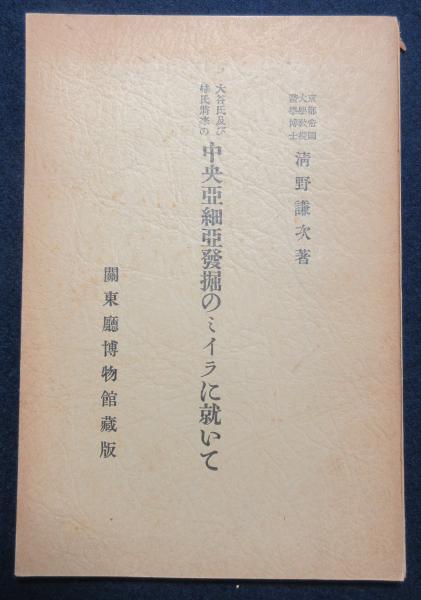 京都帝國
大學教授
醫學博士
清野謙次著
大谷氏及び
橘氏將來の
中央亞細亞發掘のミイラに就いて
關東廳博物館藏版